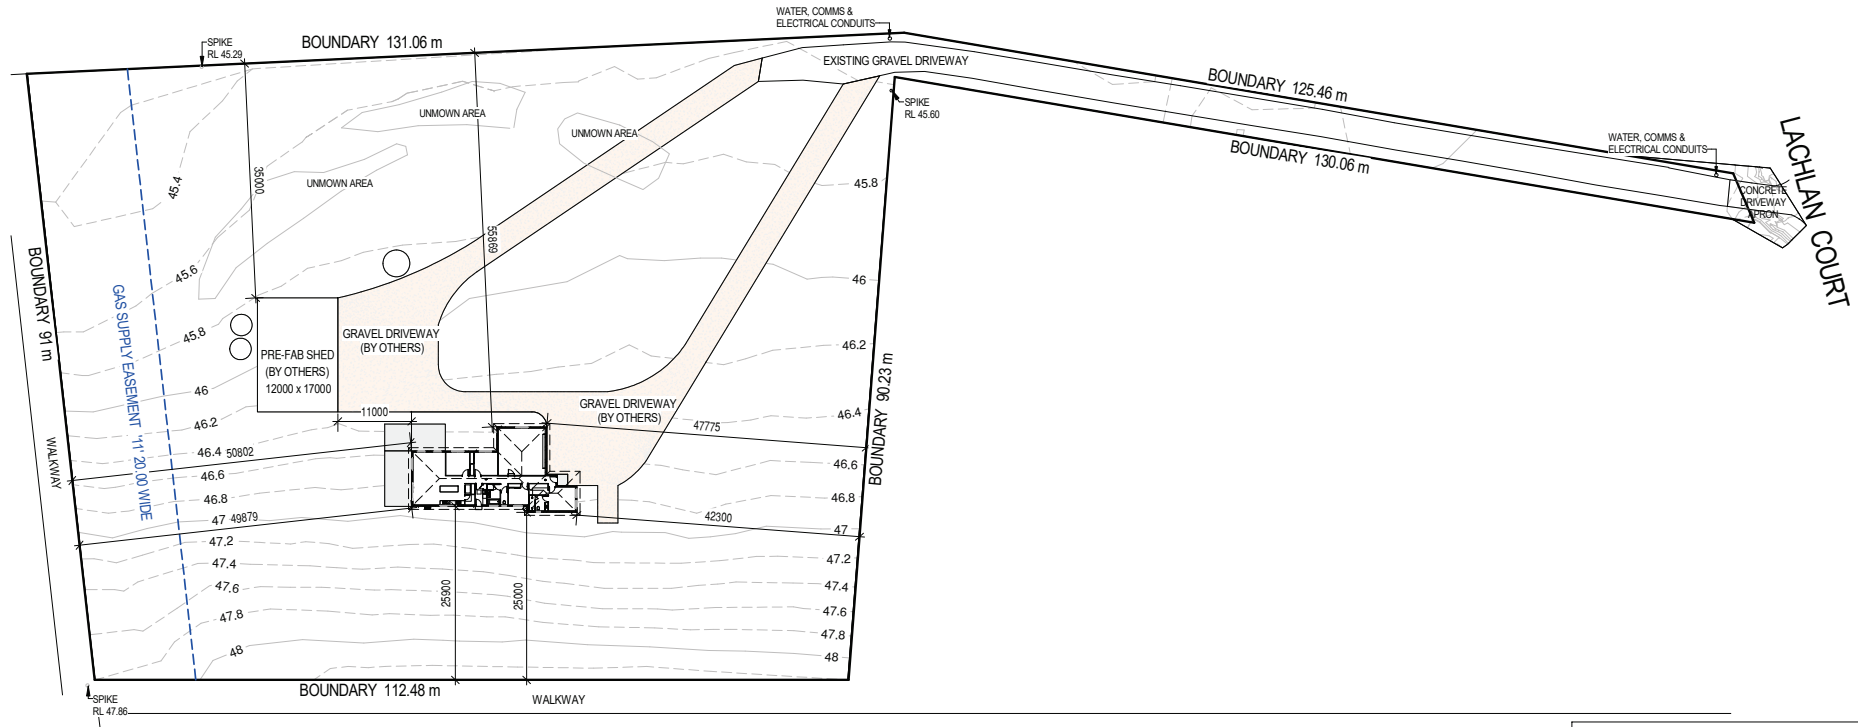 WATER, COMMS &
ELECTRICAL CONDUITS
SPIKE
RL 45.29
BOUNDARY 131.06 m
EXISTING GRAVEL DRIVEWAY
BOUNDARY 125.46 m
SPIKE
RL 45.60
UNMOWN AREA
UNMOWN AREA
UNMOWN AREA
WATER, COMMS &
ELECTRICAL CONDUITS
BOUNDARY 130.06 m
CONCRETE
DRIVEWAY
APRON
LACHLAN COURT
35000
55869
45.4
45.6
45.8
46
46.2
46.4
46.6
46.8
47
47.2
47.4
47.6
47.8
48
45.8
46
46.2
46.4
46.6
46.8
47
47.2
47.4
47.6
47.8
48
BOUNDARY 91 m
WALKWAY
GAS SUPPLY EASEMENT '11' 20.00 WIDE
PRE-FAB SHED
(BY OTHERS)
12000 x 17000
GRAVEL DRIVEWAY
(BY OTHERS)
GRAVEL DRIVEWAY
(BY OTHERS)
11000
47775
50802
49879
42300
BOUNDARY 90.23 m
25900
25000
BOUNDARY 112.48 m
WALKWAY
SPIKE
RL 47.86